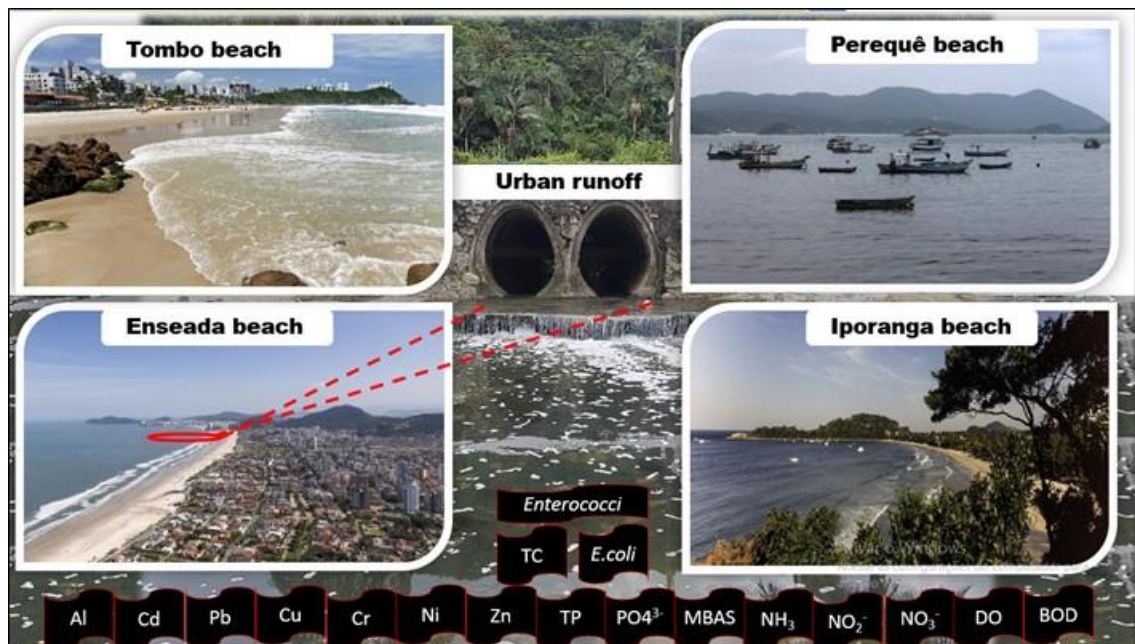 Tombo beach
Perequê beach
Urban runoff
Enseada beach
Iporanga beach
Enterococci
TC
E.coli
Al
Cd
Pb
Cu
Cr
Ni
Zn
TP
PO4³⁻
MBAS
NH₃
NO₂⁻
NO₃⁻
DO
BOD